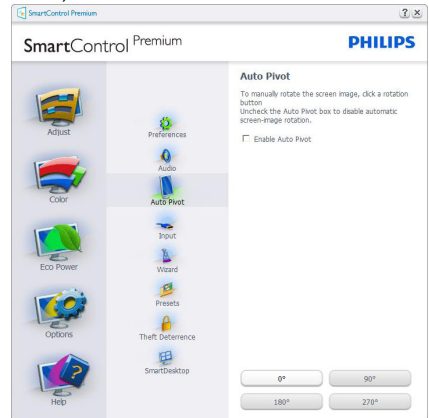 SmartControl Premium
SmartControl Premium
PHILIPS
Adjust
Color
Eco Power
Options
Help
Preferences
Audio
Auto Pivot
Input
Wizard
Presets
Theft Deterrence
SmartDesktop
Auto Pivot
To manually rotate the screen image, click a rotation
button
Uncheck the Auto Pivot box to disable automatic
screen-image rotation.
Enable Auto Pivot
0°
90°
180°
270°